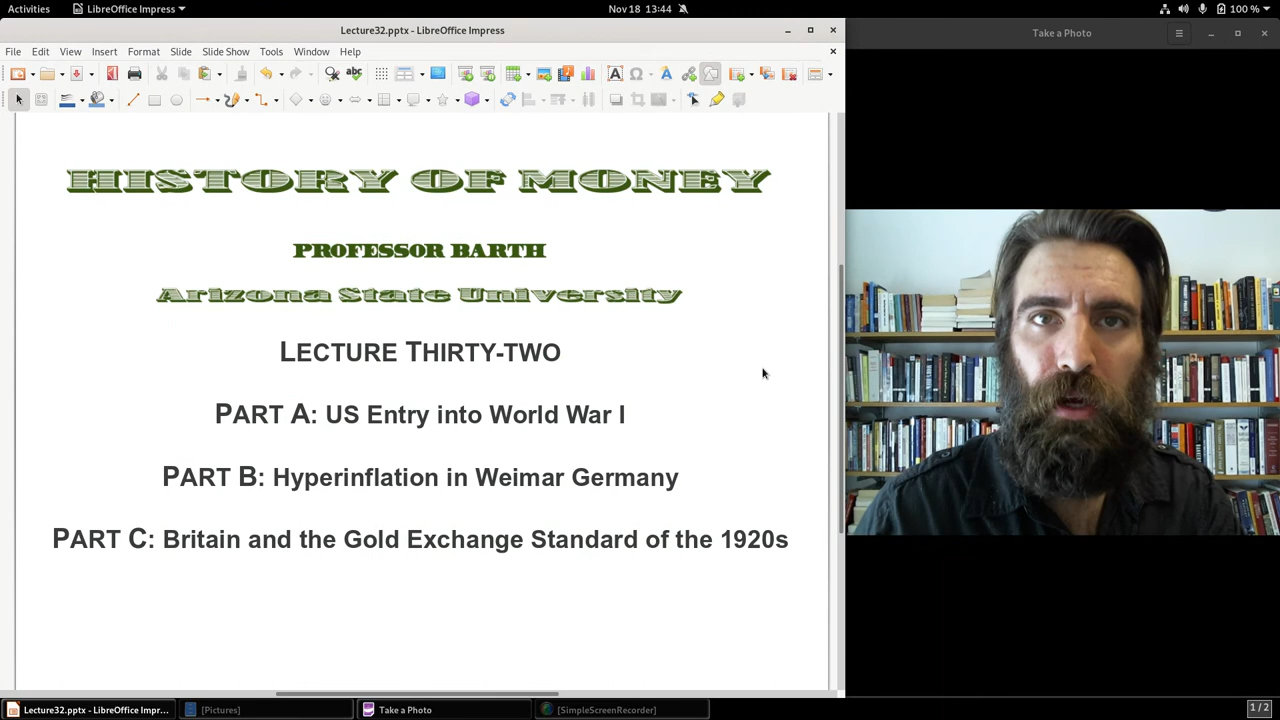 Activities LibreOffice Impress Nov 18 13:44 100 %
Lecture32.pptx - LibreOffice Impress
Take a Photo
File Edit View Insert Format Slide Slide Show Tools Window Help
HISTORY OF MONEY
PROFESSOR BARTH
Arizona State University
LECTURE THIRTY-TWO
PART A: US Entry into World War I
PART B: Hyperinflation in Weimar Germany
PART C: Britain and the Gold Exchange Standard of the 1920s
Lecture32.pptx - LibreOffice Impr... [Pictures] Take a Photo [SimpleScreenRecorder] 1 / 2